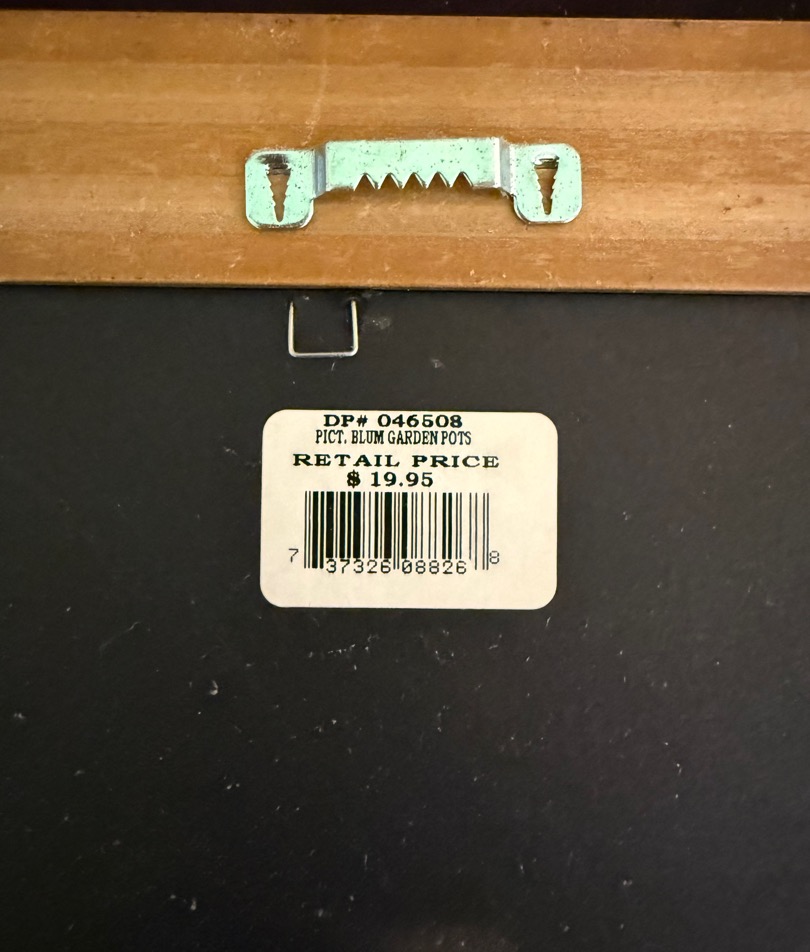 DP# 046508
PICT. BLUM GARDEN POTS
RETAIL PRICE
$ 19.95
7 37326 08826 8